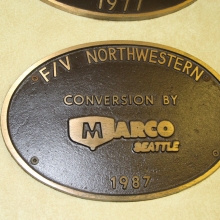 1977
F/V NORTHWESTERN
CONVERSION BY
MARCO
SEATTLE
1987